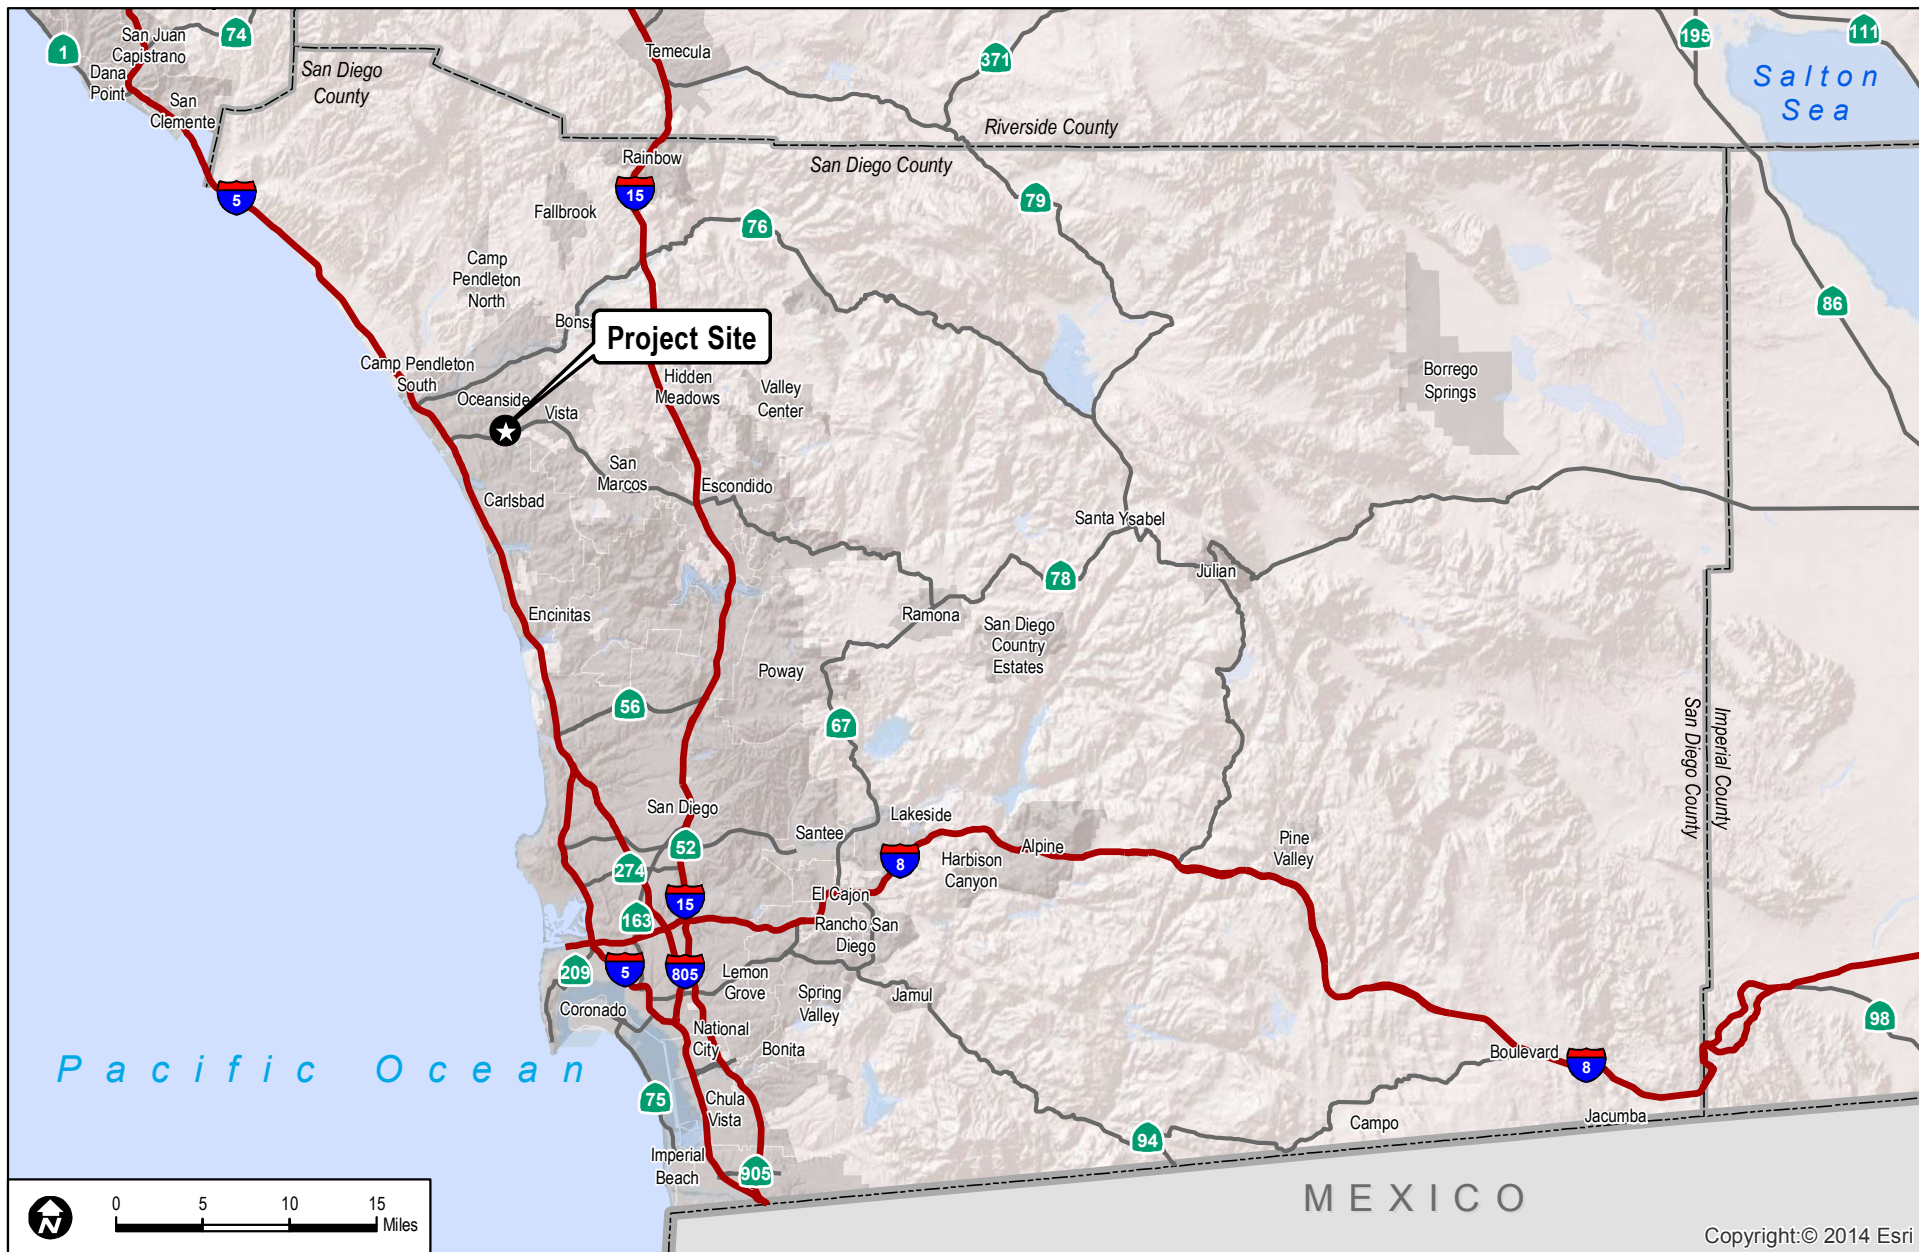 San Juan
Capistrano
74
1
Dana
Point
San
Clemente
San Diego
County
Temecula
371
195
111
Salton
Sea
Riverside County
San Diego County
Rainbow
5
15
Fallbrook
76
79
86
Camp
Pendleton
North
Bons
Project Site
Camp Pendleton
South
Oceanside
Vista
Hidden
Meadows
Valley
Center
Borrego
Springs
San
Marcos
Escondido
Carlsbad
Santa Ysabel
78
Julian
Encinitas
Ramona
San Diego
Country
Estates
Poway
56
67
San Diego County
Imperial County
San Diego
Lakeside
Santee
52
8
Harbison
Canyon
Alpine
Pine
Valley
274
15
163
El Cajon
Rancho San
Diego
209
5
805
Lemon
Grove
Spring
Valley
Jamul
Coronado
National
City
Bonita
98
Boulevard
8
Pacific Ocean
75
Chula
Vista
Jacumba
Campo
94
Imperial
Beach
905
MEXICO
N
0 5 10 15
Miles
Copyright:© 2014 Esri